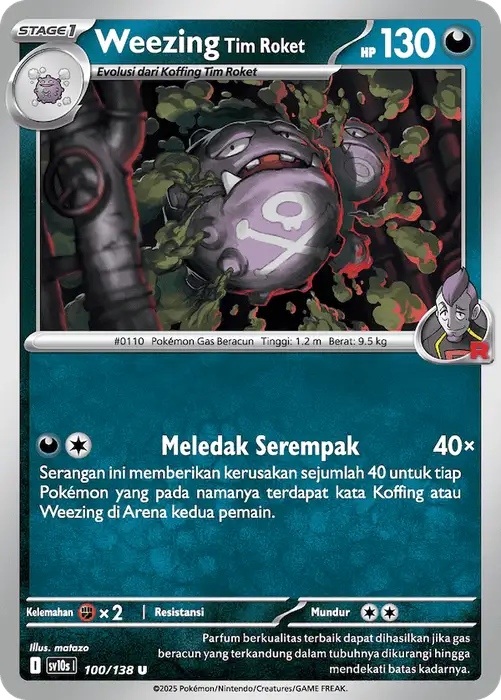 STAGE1
Weezing Tim Roket
HP 130
Evolusi dari Koffing Tim Roket
R
#0110 Pokémon Gas Beracun Tinggi: 1.2 m Berat: 9.5 kg
Meledak Serempak 40×
Serangan ini memberikan kerusakan sejumlah 40 untuk tiap
Pokémon yang pada namanya terdapat kata Koffing atau
Weezing di Arena kedua pemain.
Kelemahan ×2 Resistansi Mundur
Illus. matazo
I sv10s I 100/138 U
Parfum berkualitas terbaik dapat dihasilkan jika gas
beracun yang terkandung dalam tubuhnya dikurangi hingga
mendekati batas kadarnya.
©2025 Pokémon/Nintendo/Creatures/GAME FREAK.